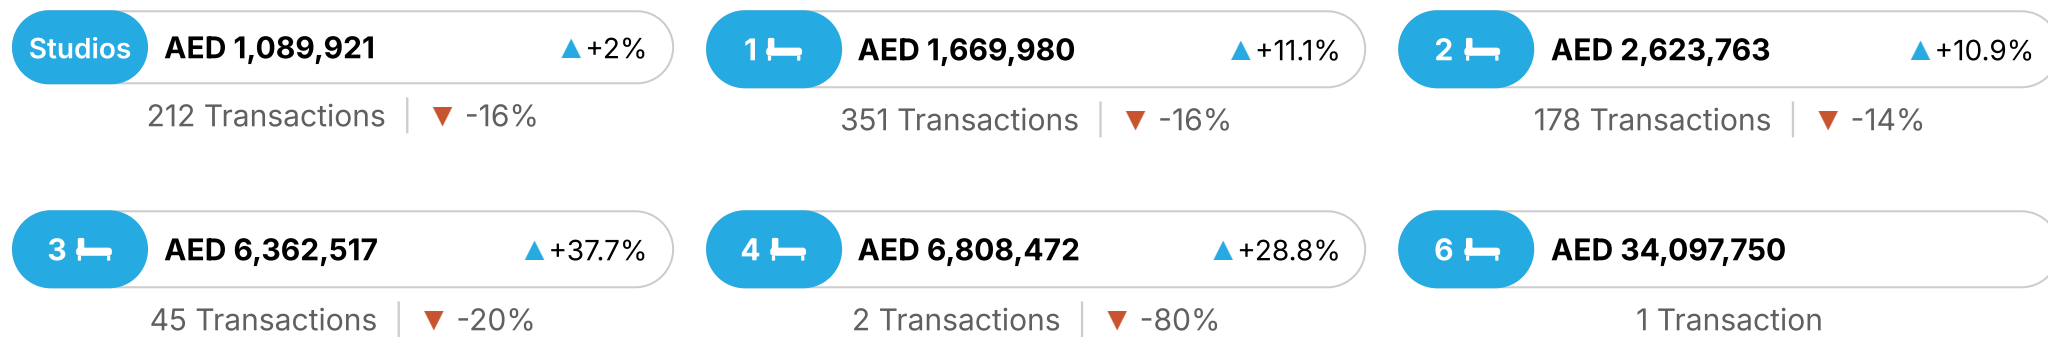 Studios AED 1,089,921 ▲+2%
212 Transactions | ▼ -16%
1 AED 1,669,980 ▲+11.1%
351 Transactions | ▼ -16%
2 AED 2,623,763 ▲+10.9%
178 Transactions | ▼ -14%
3 AED 6,362,517 ▲+37.7%
45 Transactions | ▼ -20%
4 AED 6,808,472 ▲+28.8%
2 Transactions | ▼ -80%
6 AED 34,097,750
1 Transaction